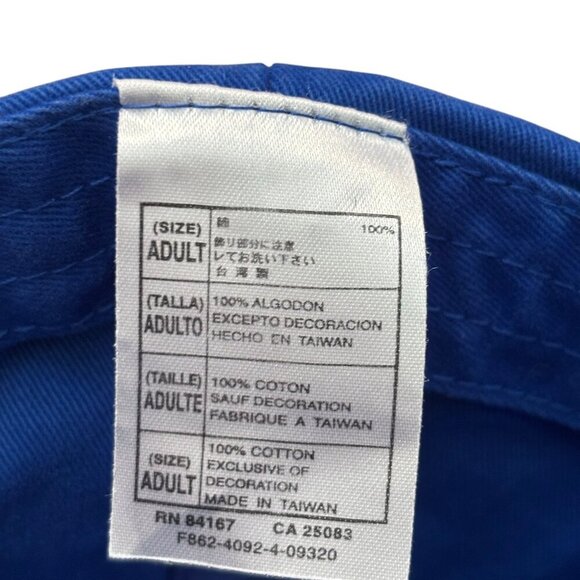 (SIZE)
ADULT
綿 100%
飾り部分に注意
してお洗い下さい
台湾製
(TALLA)
ADULTO
100% ALGODON
EXCEPTO DECORACION
HECHO EN TAIWAN
(TAILLE)
ADULTE
100% COTON
SAUF DECORATION
FABRIQUE A TAIWAN
(SIZE)
ADULT
100% COTTON
EXCLUSIVE OF
DECORATION
MADE IN TAIWAN
RN 84167 CA 25083
F862-4092-4-09320